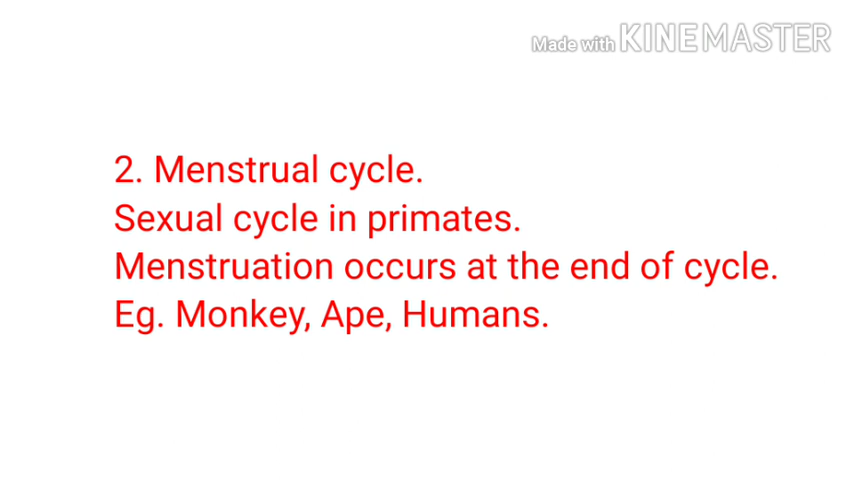 Made with KINEMASTER
2. Menstrual cycle.
Sexual cycle in primates.
Menstruation occurs at the end of cycle.
Eg. Monkey, Ape, Humans.